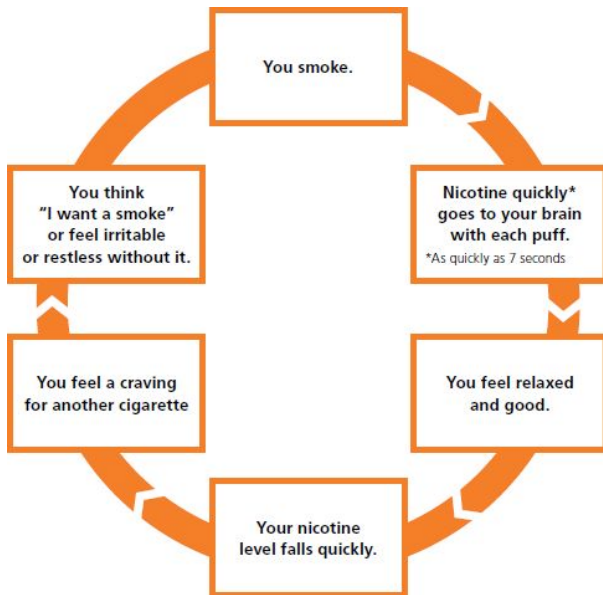 You smoke.
Nicotine quickly*
goes to your brain
with each puff.
*As quickly as 7 seconds
You feel relaxed
and good.
Your nicotine
level falls quickly.
You feel a craving
for another cigarette
You think
“I want a smoke”
or feel irritable
or restless without it.